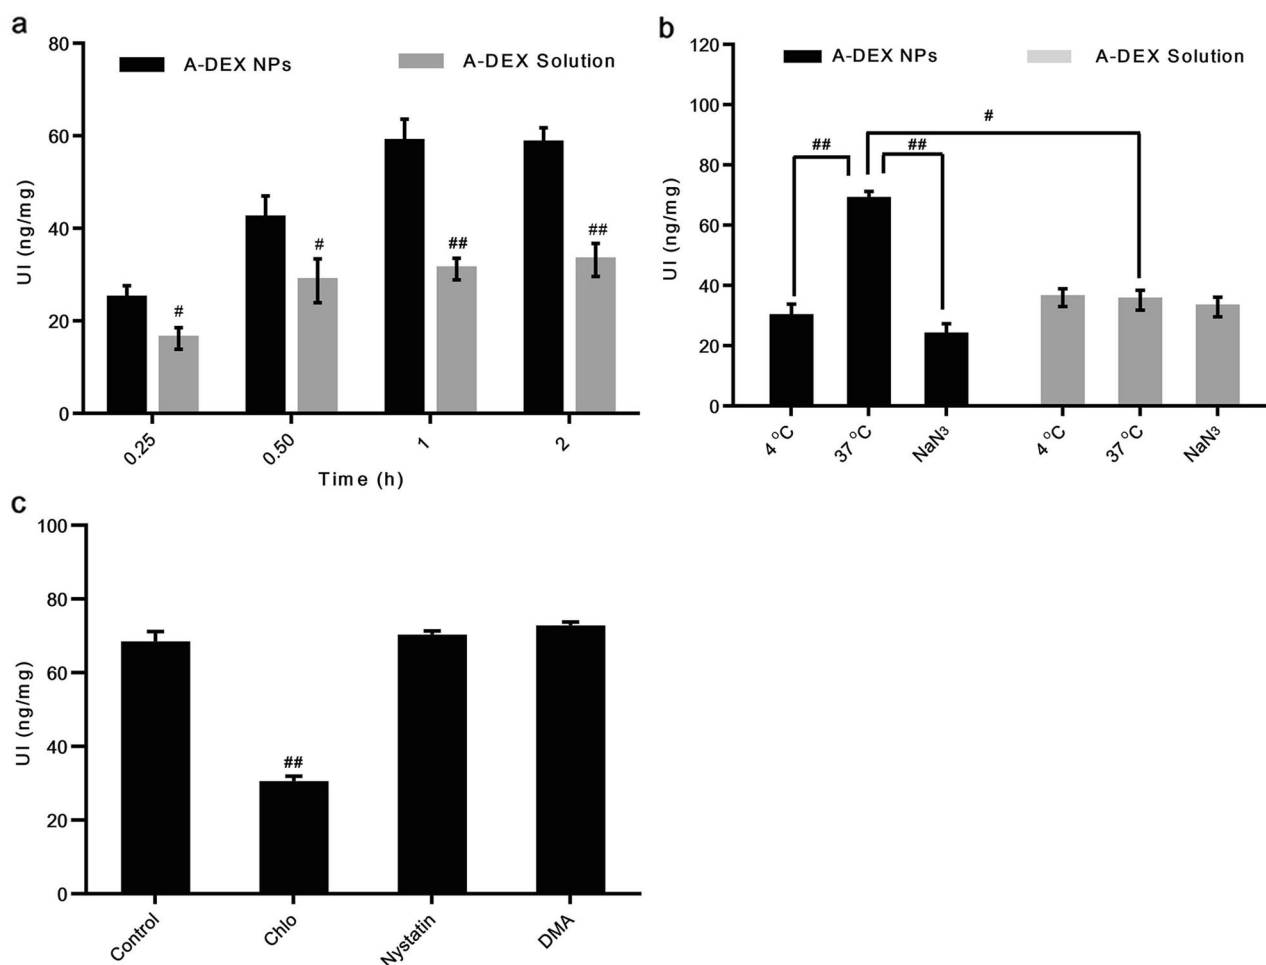 a
80
60
40
20
0
UI (ng/mg)
A-DEX NPs
A-DEX Solution
#
#
##
##
0.25
0.50
1
2
Time (h)
b
120
100
80
60
40
20
0
UI (ng/mg)
A-DEX NPs
A-DEX Solution
#
##
##
4 °C
37 °C
NaN₃
4 °C
37 °C
NaN₃
c
100
80
60
40
20
0
UI (ng/mg)
##
Control
Chlo
Nystatin
DMA